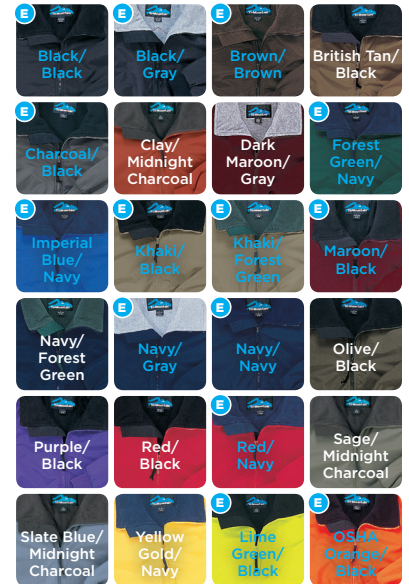 E
Black/
Black
E
Black/
Gray
E
Brown/
Brown
British Tan/
Black
E
Charcoal/
Black
Clay/
Midnight
Charcoal
Dark
Maroon/
Gray
E
Forest
Green/
Navy
E
Imperial
Blue/
Navy
E
Khaki/
Black
E
Khaki/
Forest
Green
E
Maroon/
Black
Navy/
Forest
Green
E
Navy/
Gray
E
Navy/
Navy
Olive/
Black
Purple/
Black
Red/
Black
E
Red/
Navy
Sage/
Midnight
Charcoal
Slate Blue/
Midnight
Charcoal
Yellow
Gold/
Navy
E
Lime
Green/
Black
E
OSHA
Orange/
Black